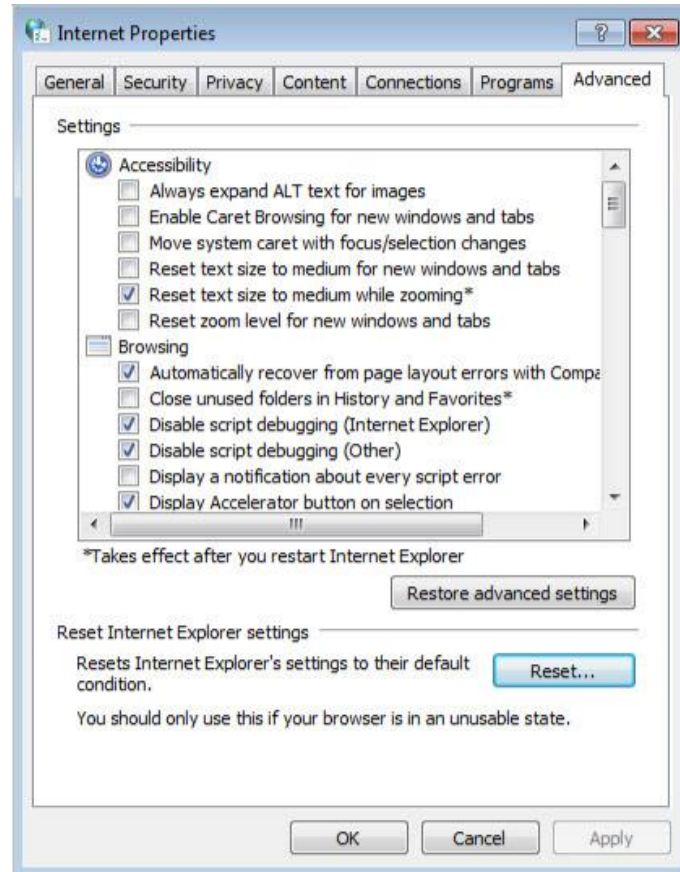 Internet Properties
General Security Privacy Content Connections Programs Advanced
Settings
Accessibility
Always expand ALT text for images
Enable Caret Browsing for new windows and tabs
Move system caret with focus/selection changes
Reset text size to medium for new windows and tabs
Reset text size to medium while zooming*
Reset zoom level for new windows and tabs
Browsing
Automatically recover from page layout errors with Compa
Close unused folders in History and Favorites*
Disable script debugging (Internet Explorer)
Disable script debugging (Other)
Display a notification about every script error
Display Accelerator button on selection
*Takes effect after you restart Internet Explorer
Restore advanced settings
Reset Internet Explorer settings
Resets Internet Explorer's settings to their default
condition.
Reset...
You should only use this if your browser is in an unusable state.
OK Cancel Apply